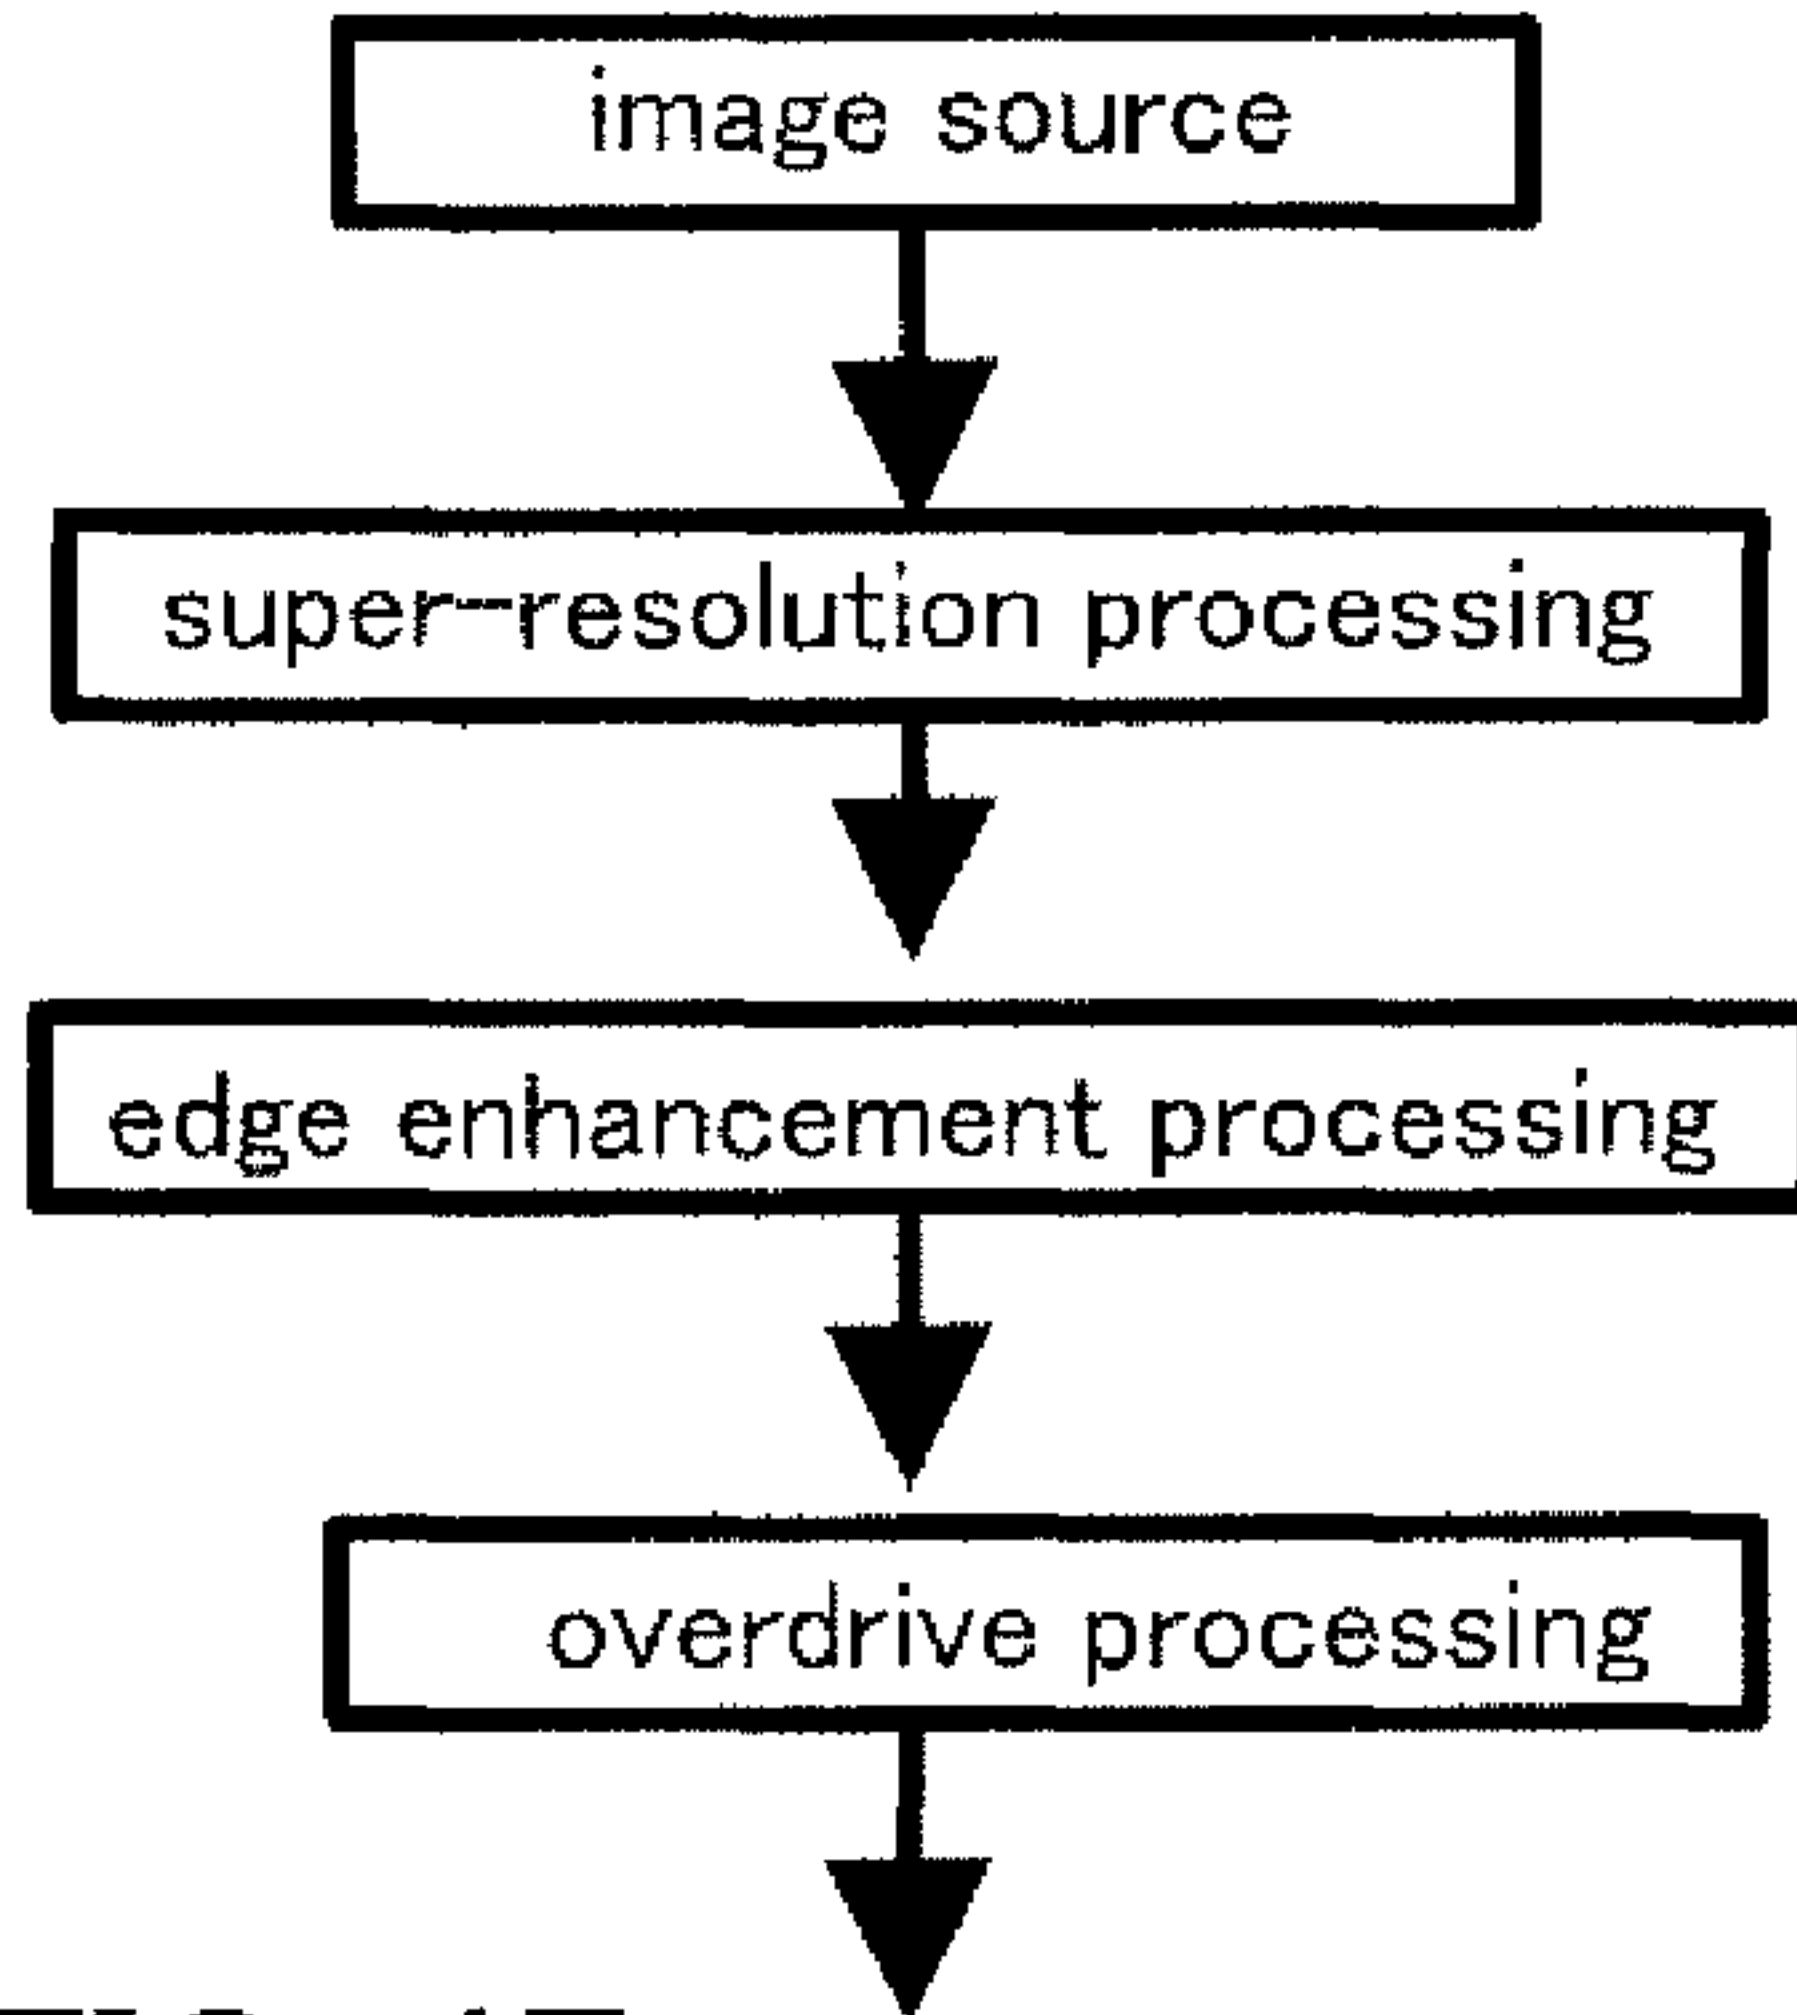 image source
super-resolution processing
edge enhancement processing
overdrive processing